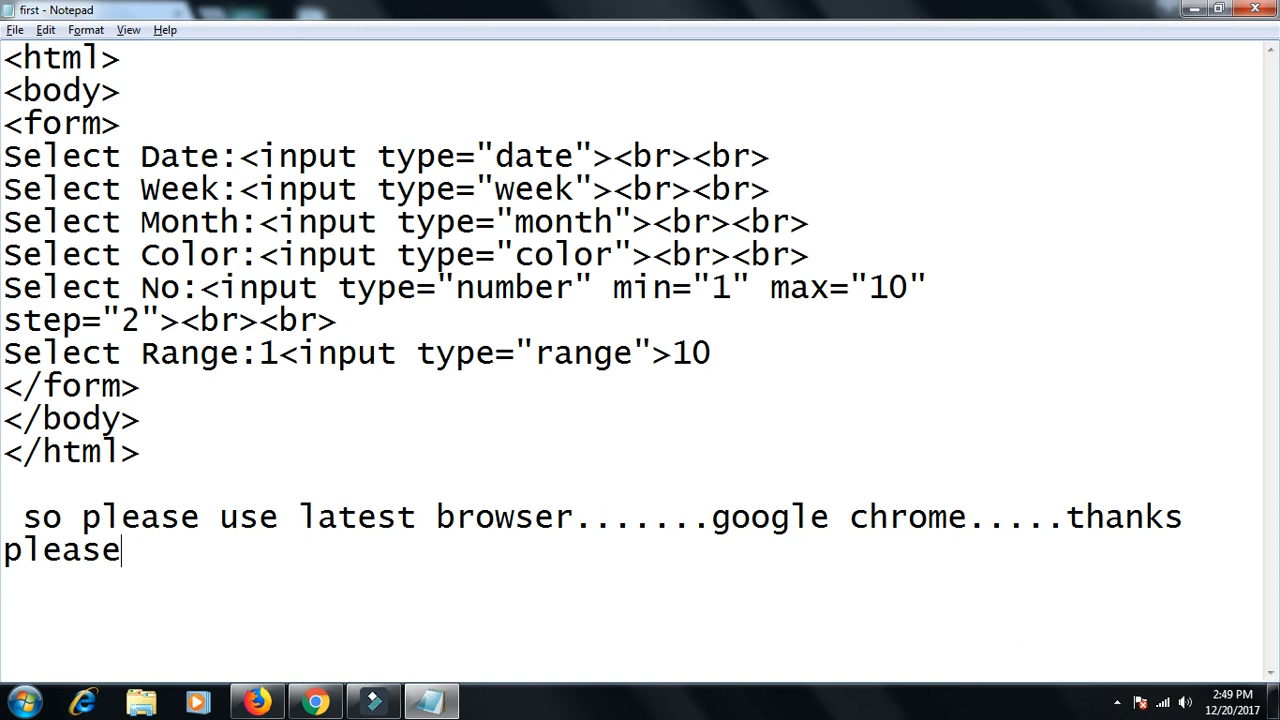 first - Notepad
File Edit Format View Help
<html>
<body>
<form>
Select Date:<input type="date"><br><br>
Select Week:<input type="week"><br><br>
Select Month:<input type="month"><br><br>
Select Color:<input type="color"><br><br>
Select No:<input type="number" min="1" max="10"
step="2"><br><br>
Select Range:1<input type="range">10
</form>
</body>
</html>
so please use latest browser.......google chrome.....thanks
please
2:49 PM
12/20/2017